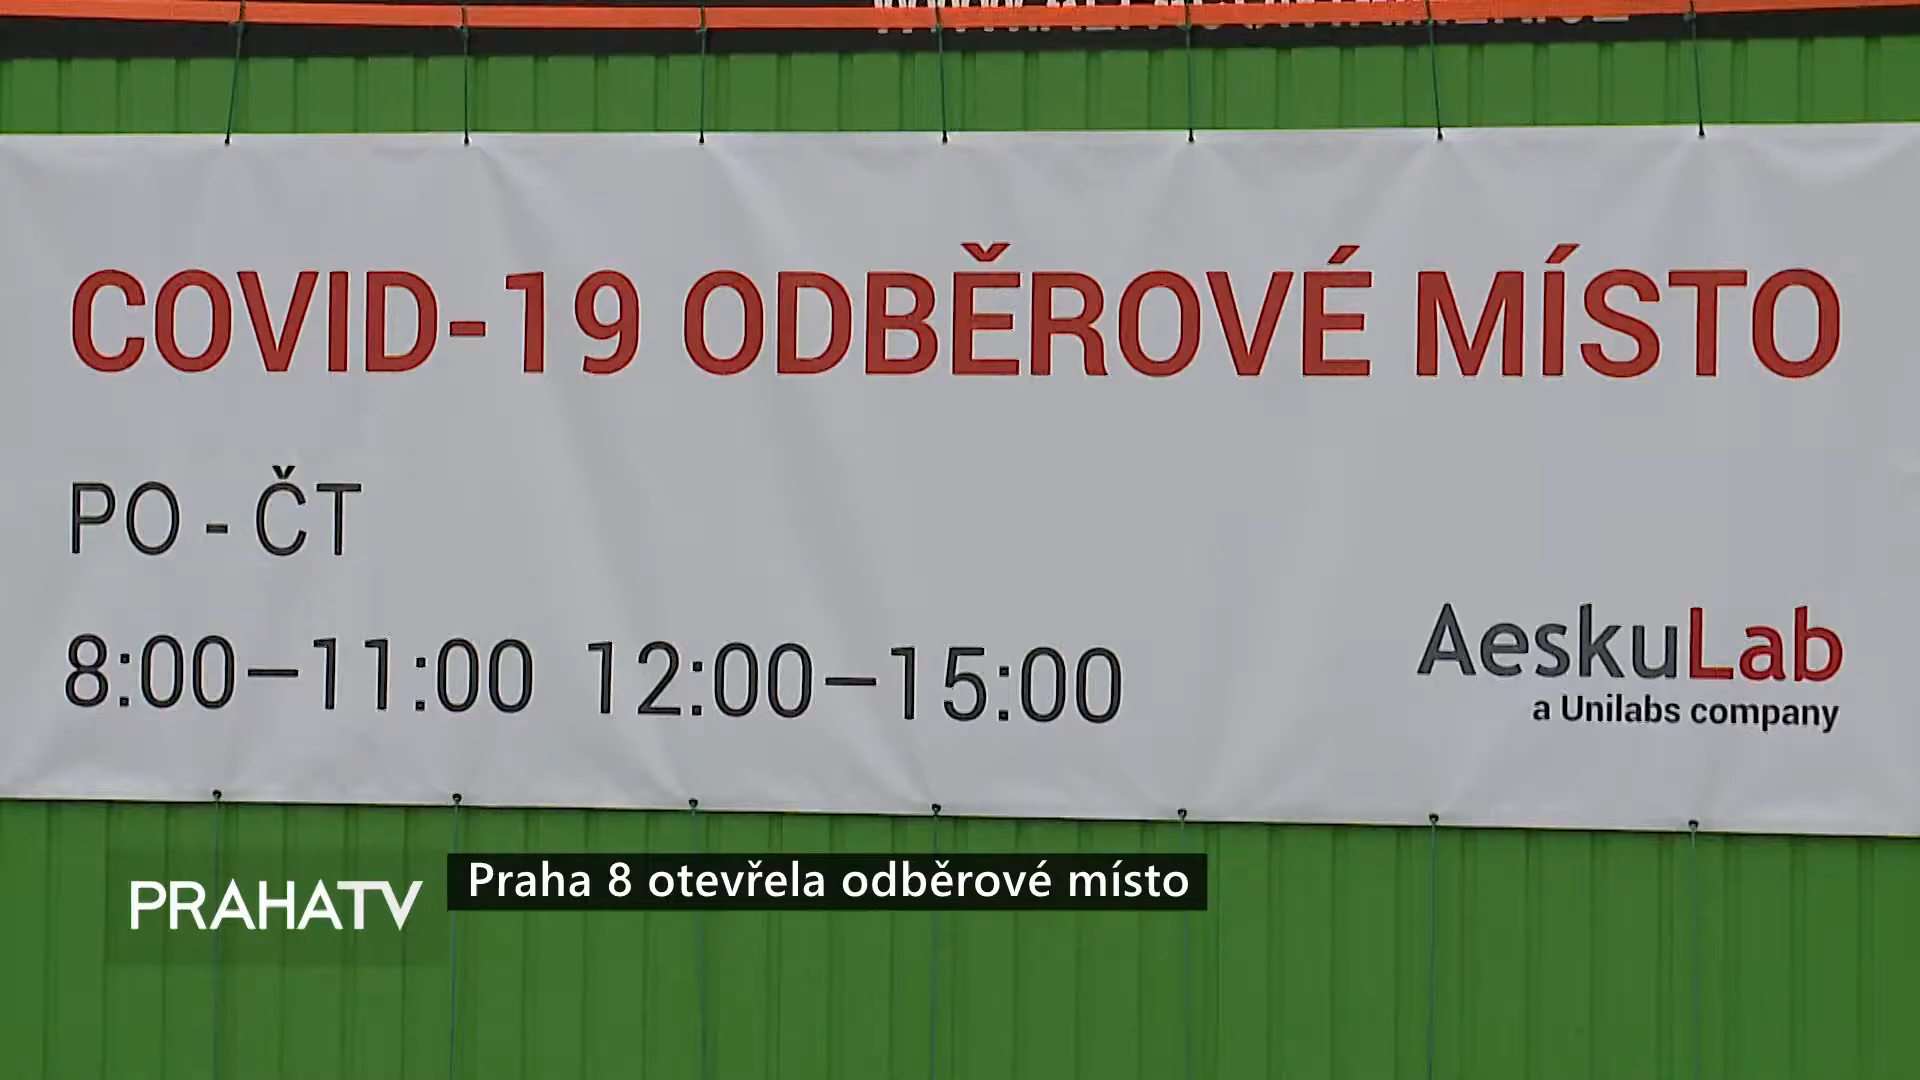 COVID-19 ODBĚROVÉ MÍSTO
PO - ČT
8:00–11:00 12:00–15:00
AeskuLab
a Unilabs company
PRAHATV
Praha 8 otevřela odběrové místo